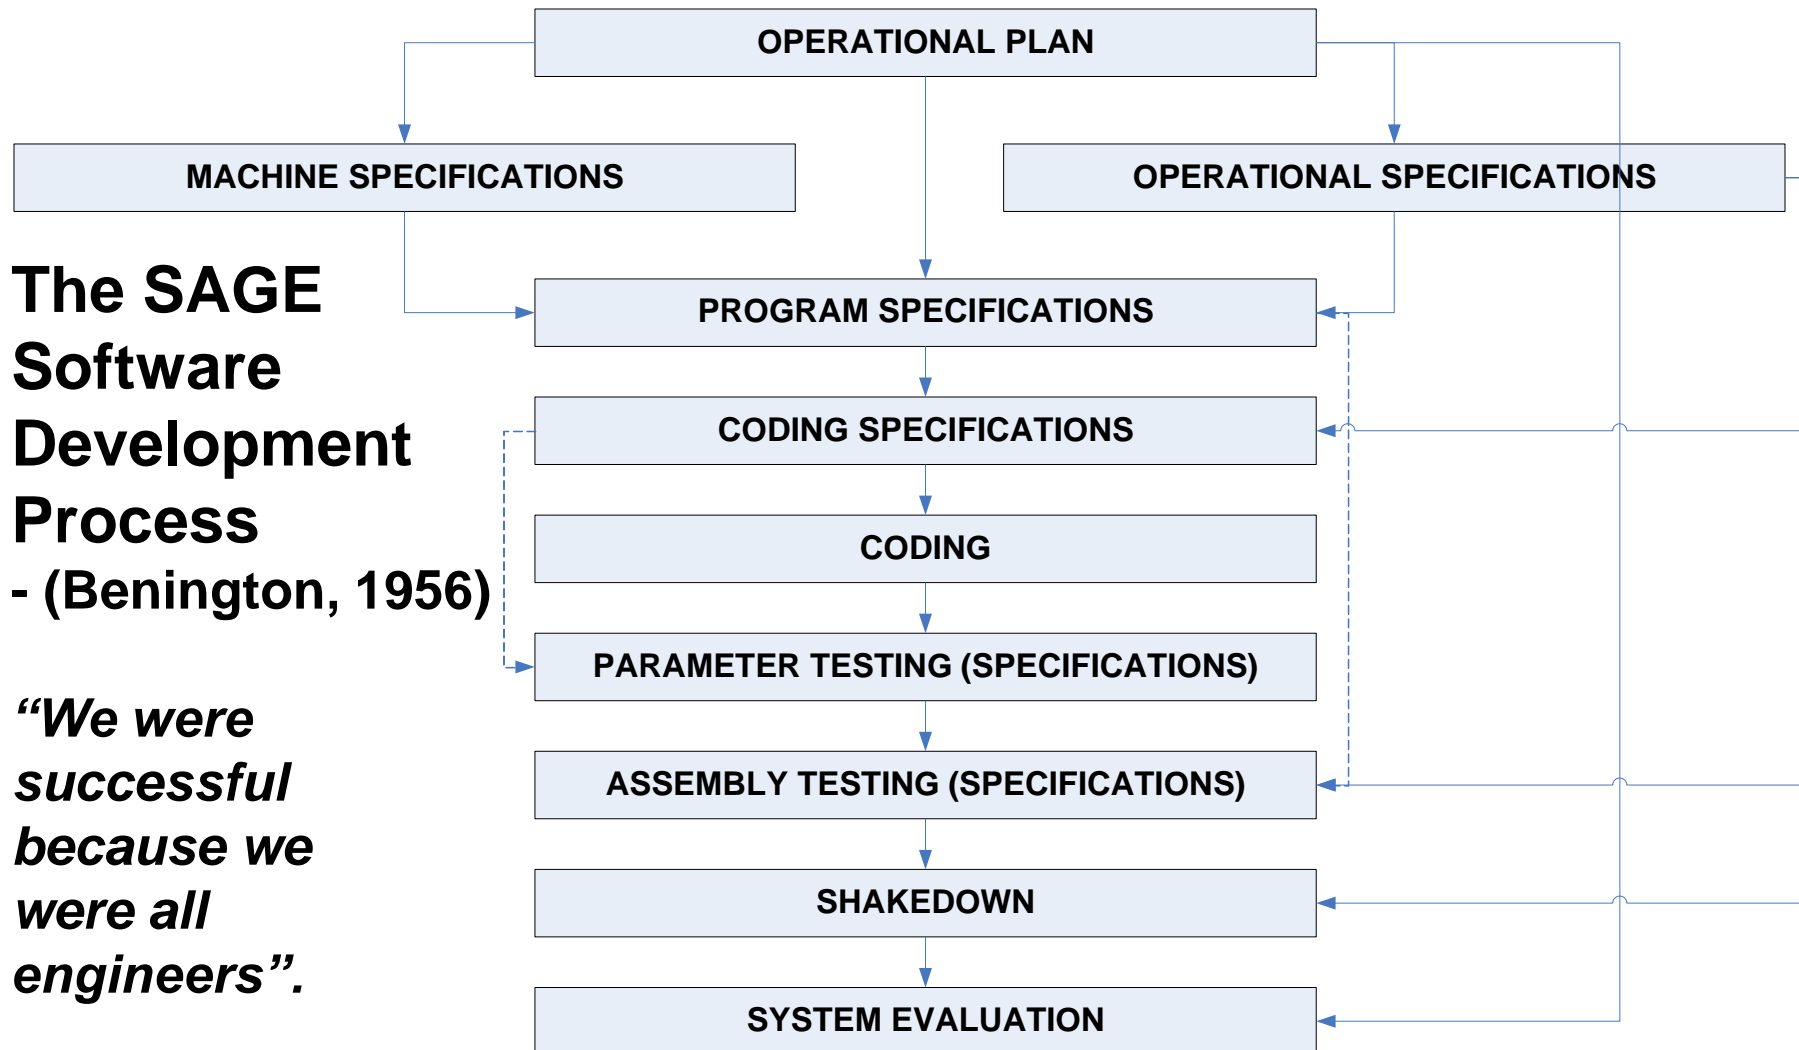 OPERATIONAL PLAN
MACHINE SPECIFICATIONS
OPERATIONAL SPECIFICATIONS
The SAGE
Software
Development
Process
- (Benington, 1956)
“We were
successful
because we
were all
engineers”.
PROGRAM SPECIFICATIONS
CODING SPECIFICATIONS
CODING
PARAMETER TESTING (SPECIFICATIONS)
ASSEMBLY TESTING (SPECIFICATIONS)
SHAKEDOWN
SYSTEM EVALUATION